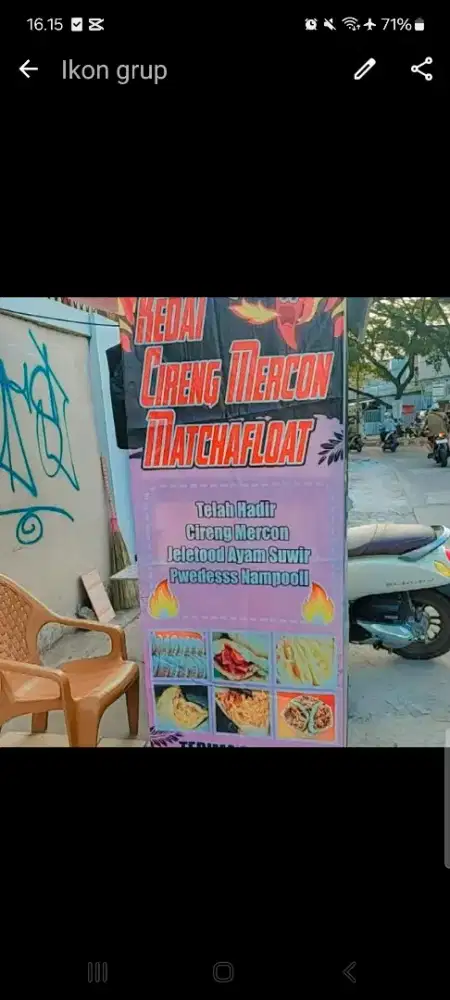 16.15
71%
Ikon grup
KEDAI
CIRENG MERCON
MATCHAFLOAT
Telah Hadir
Cireng Mercon
Jeletood Ayam Suwir
Pwedesss Nampooll